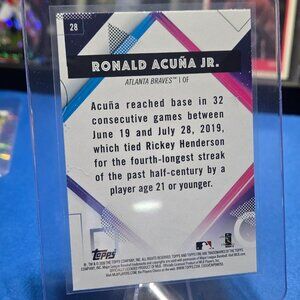 28
RONALD ACUÑA JR.
ATLANTA BRAVES™ | OF
Acuña reached base in 32
consecutive games between
June 19 and July 28, 2019,
which tied Rickey Henderson
for the fourth-longest streak
of the past half-century by a
player age 21 or younger.
Topps